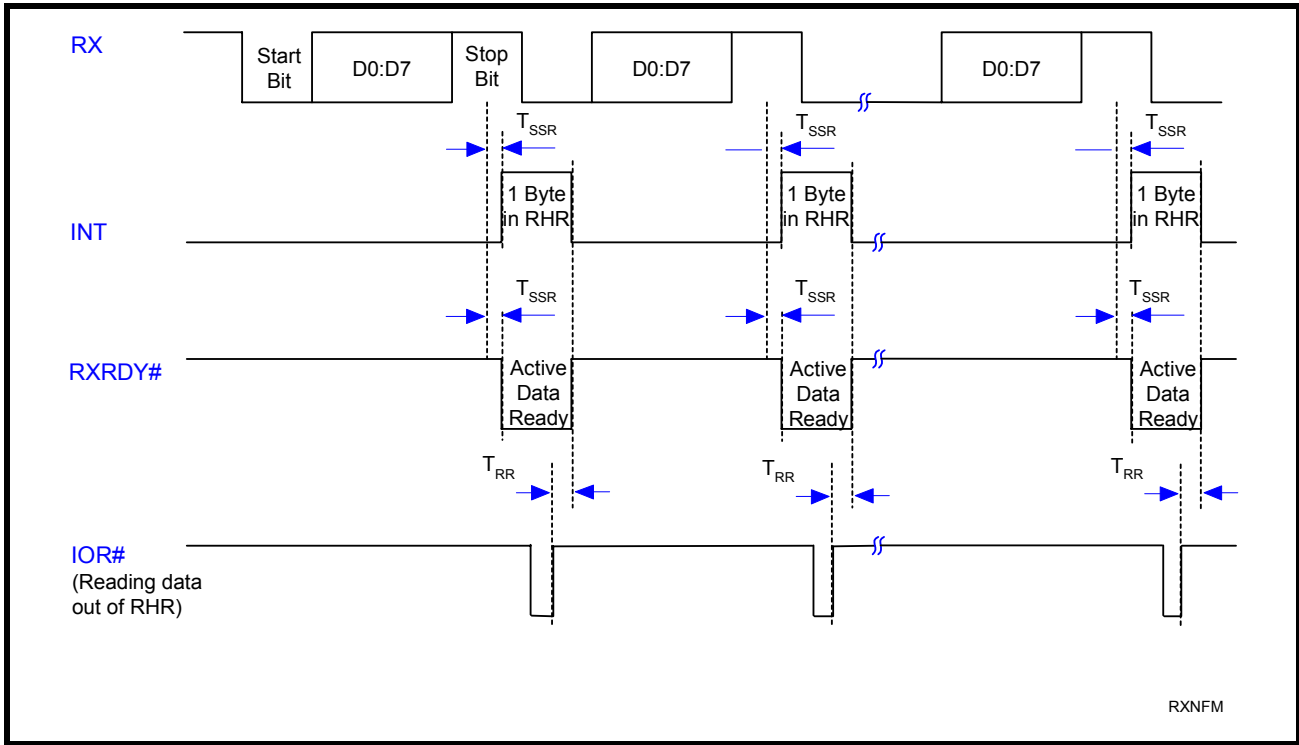 RX
Start
Bit
D0:D7
Stop
Bit
D0:D7
D0:D7
TSSR
TSSR
TSSR
INT
1 Byte
in RHR
1 Byte
in RHR
1 Byte
in RHR
TSSR
TSSR
TSSR
RXRDY#
Active
Data
Ready
Active
Data
Ready
Active
Data
Ready
TRR
TRR
TRR
IOR#
(Reading data
out of RHR)
RXNFM